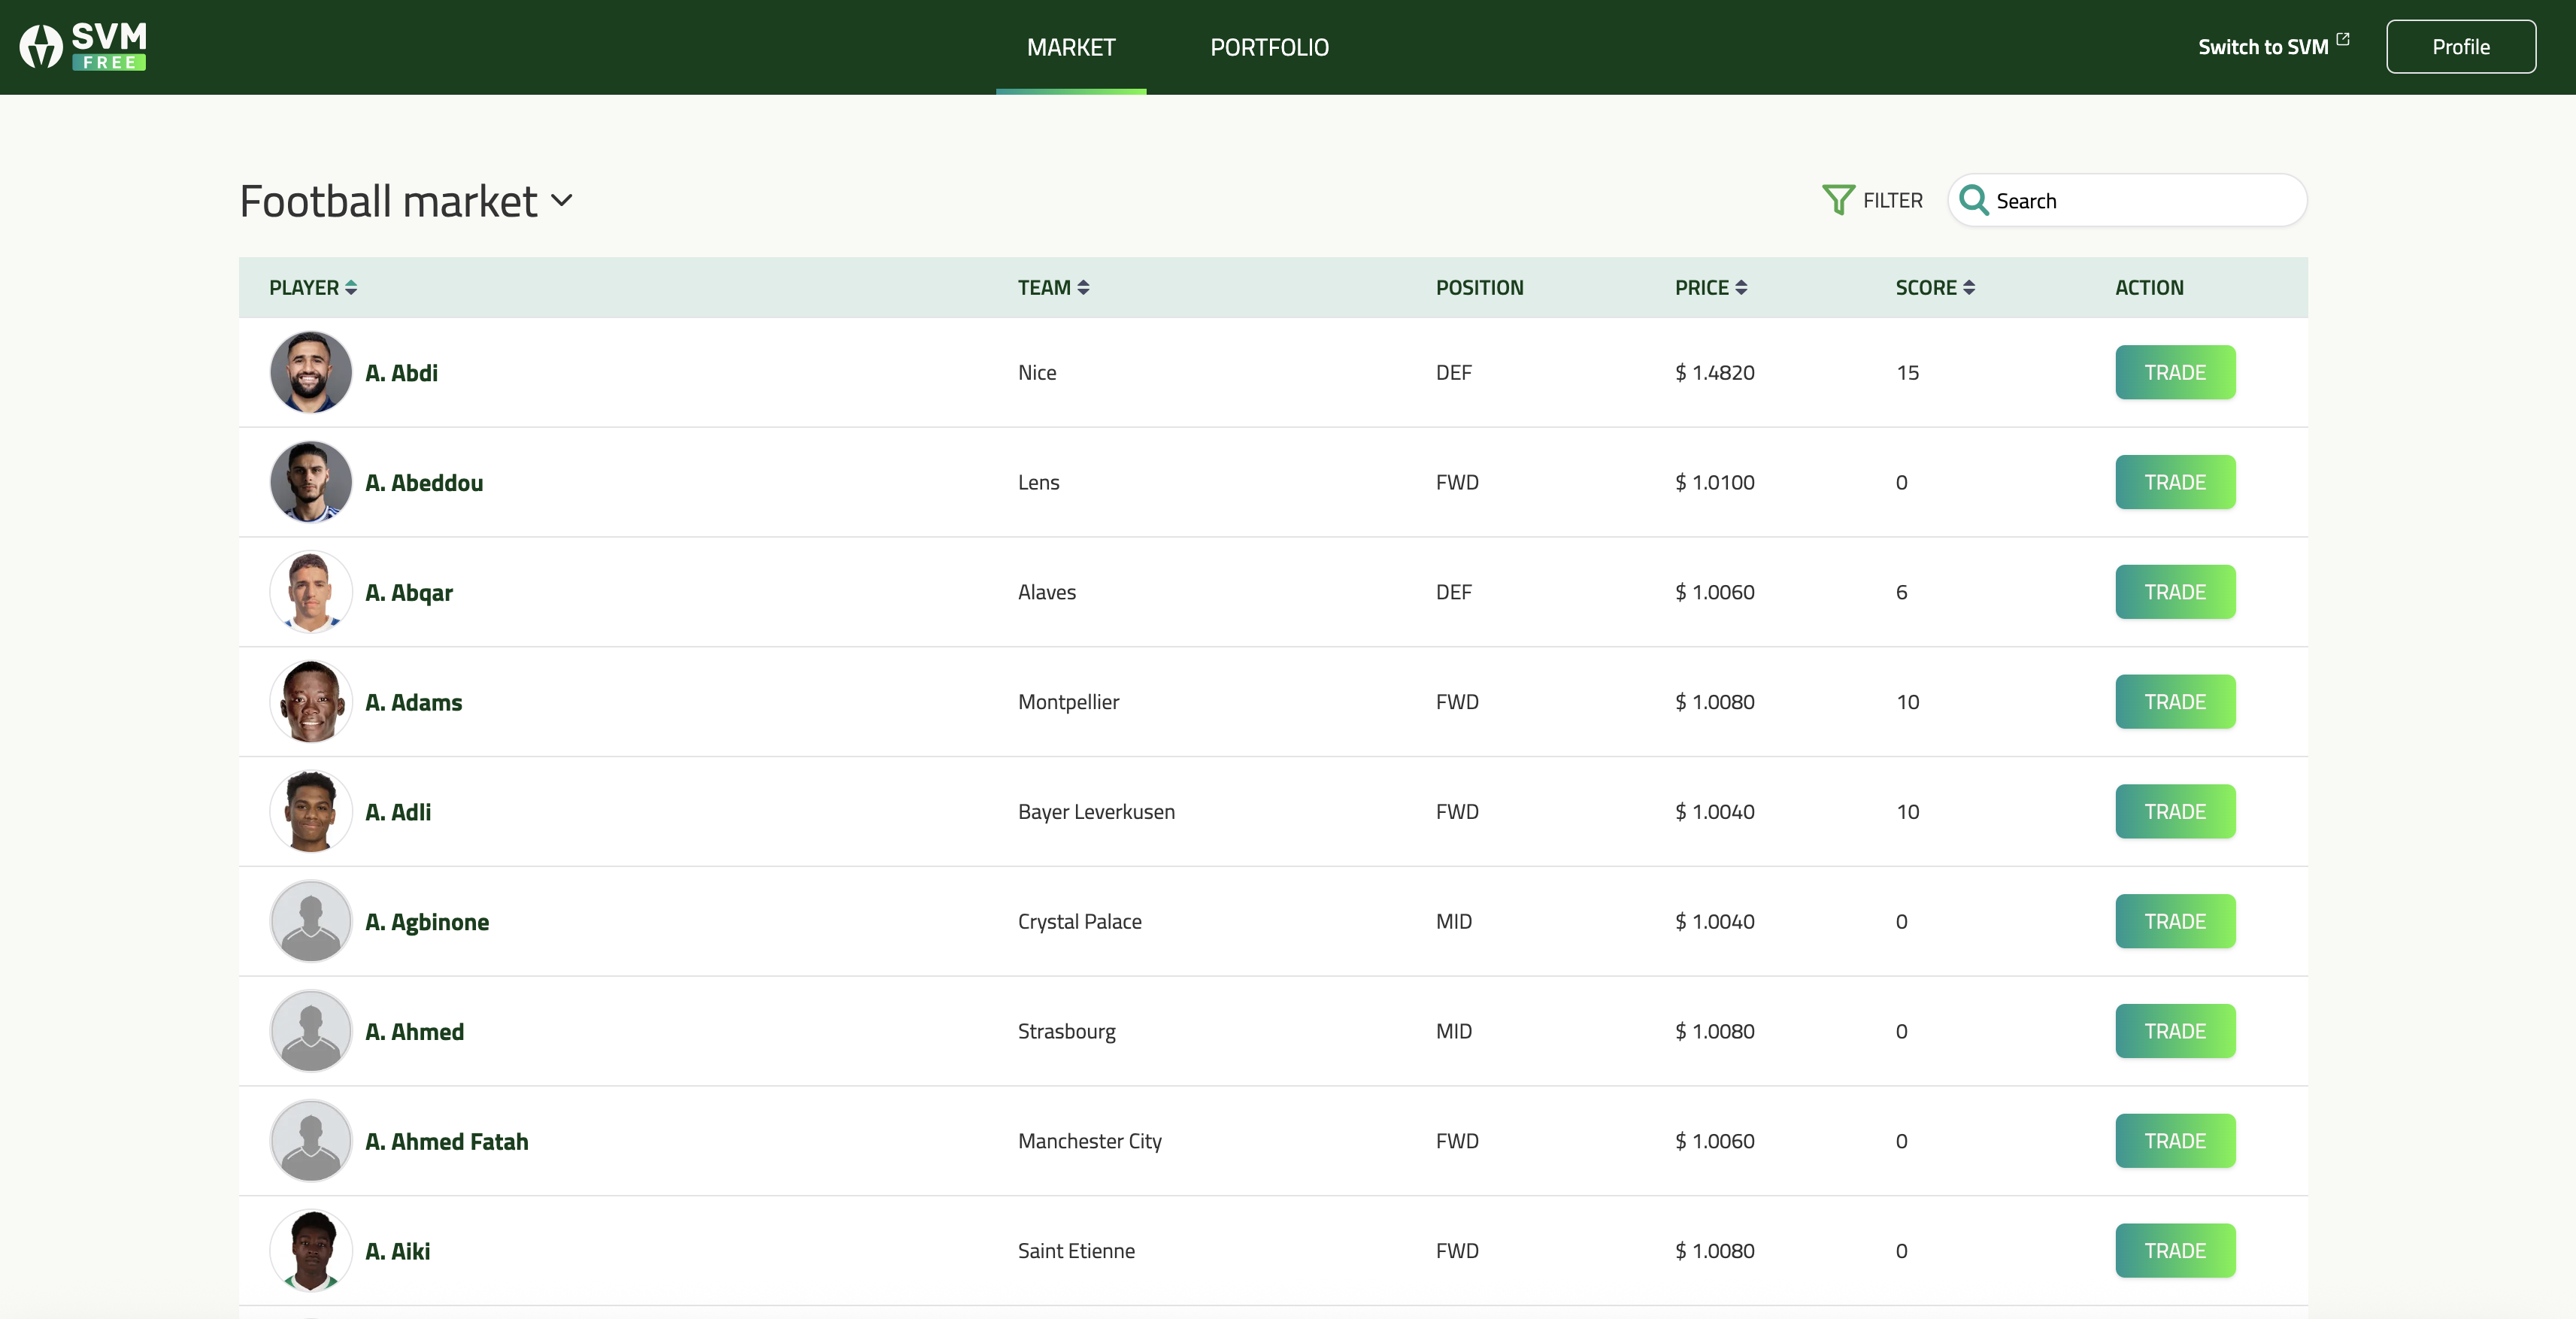 SVM
FREE
MARKET PORTFOLIO Switch to SVM Profile
Football market FILTER Search
PLAYER TEAM POSITION PRICE SCORE ACTION
A. Abdi Nice DEF $ 1.4820 15 TRADE
A. Abeddou Lens FWD $ 1.0100 0 TRADE
A. Abqar Alaves DEF $ 1.0060 6 TRADE
A. Adams Montpellier FWD $ 1.0080 10 TRADE
A. Adli Bayer Leverkusen FWD $ 1.0040 10 TRADE
A. Agbinone Crystal Palace MID $ 1.0040 0 TRADE
A. Ahmed Strasbourg MID $ 1.0080 0 TRADE
A. Ahmed Fatah Manchester City FWD $ 1.0060 0 TRADE
A. Aiki Saint Etienne FWD $ 1.0080 0 TRADE